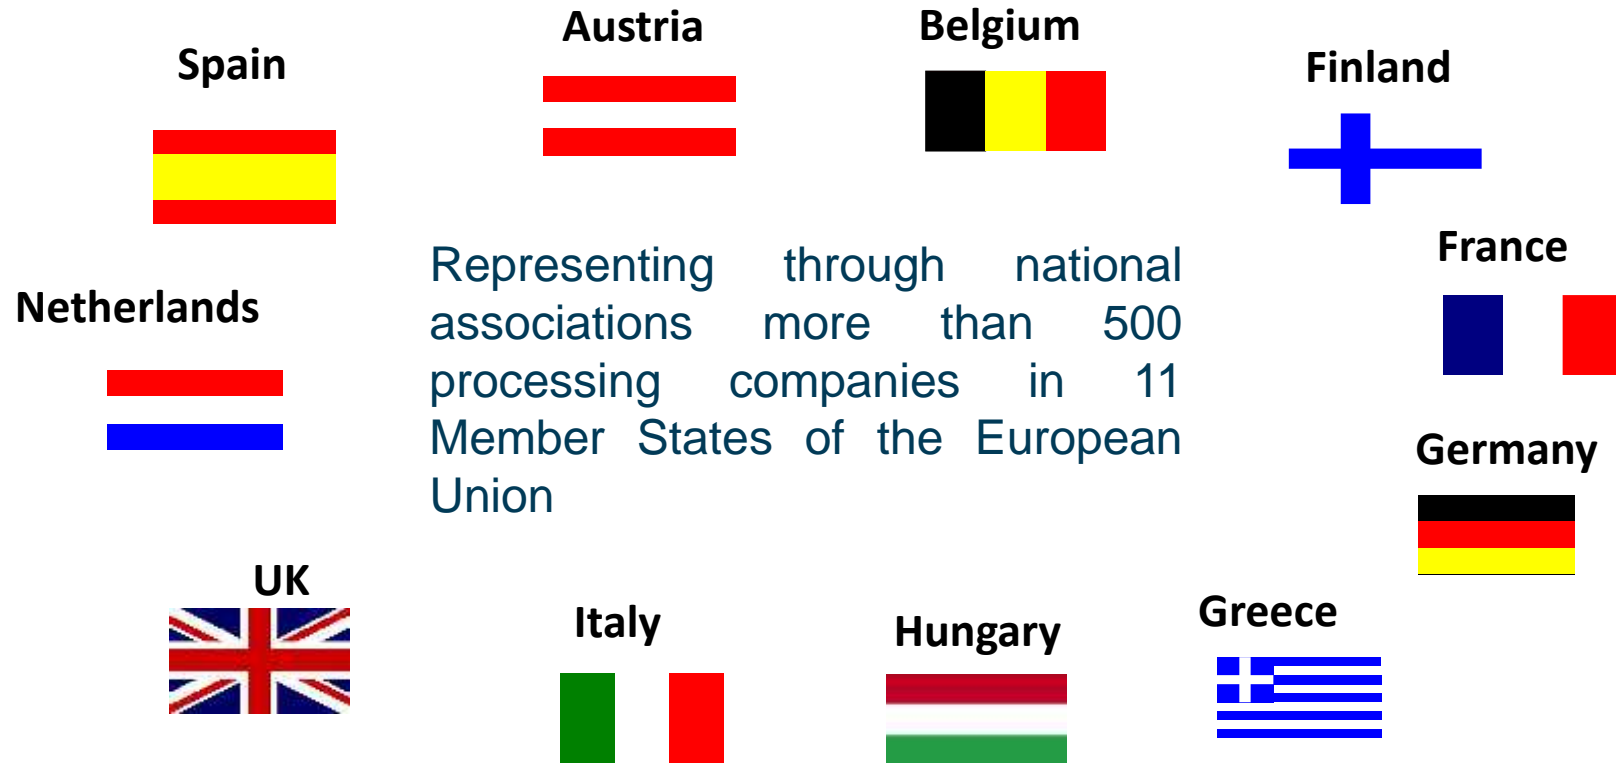 Austria
Belgium
Spain
Finland
Representing through national
associations more than 500
processing companies in 11
Member States of the European
Union
France
Netherlands
Germany
UK
Italy
Hungary
Greece